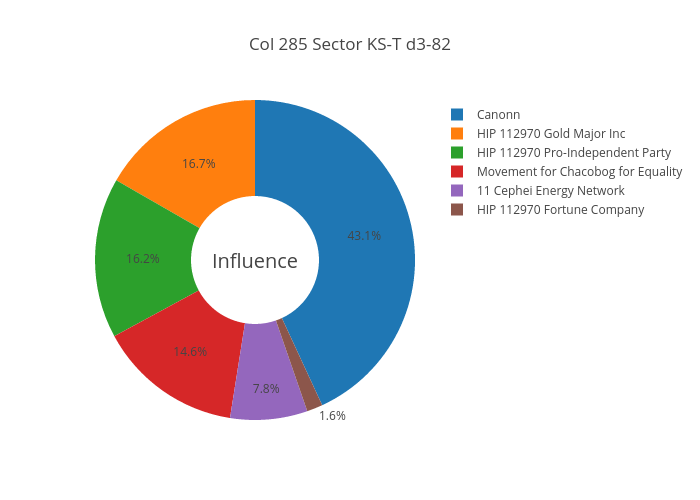 Col 285 Sector KS-T d3-82
Canonn
HIP 112970 Gold Major Inc
HIP 112970 Pro-Independent Party
Movement for Chacobog for Equality
11 Cephei Energy Network
HIP 112970 Fortune Company
16.7%
43.1%
16.2%
Influence
14.6%
7.8%
1.6%